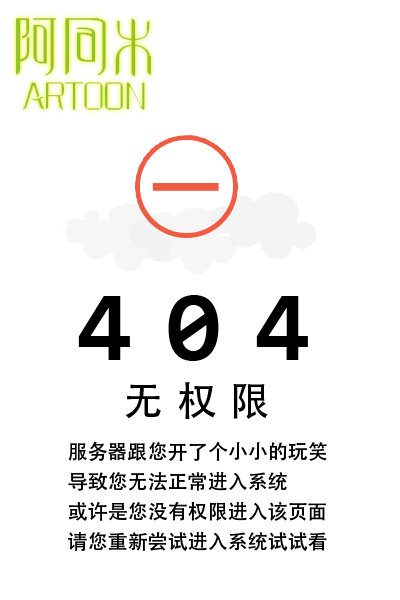 阿同木
ARTOON
404
无权限
服务器跟您开了个小小的玩笑
导致您无法正常进入系统
或许是您没有权限进入该页面
请您重新尝试进入系统试试看